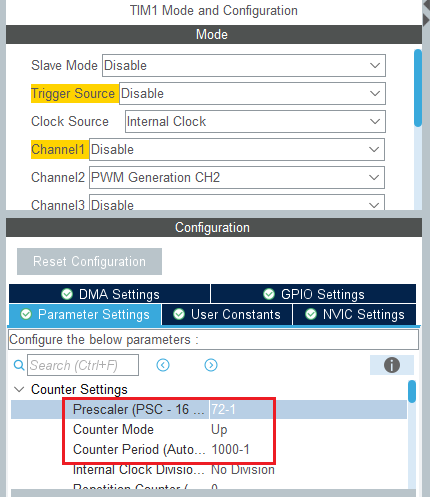 TIM1 Mode and Configuration
Mode
Slave Mode Disable
Trigger Source Disable
Clock Source Internal Clock
Channel1 Disable
Channel2 PWM Generation CH2
Channel3 Disable
Configuration
Reset Configuration
DMA Settings GPIO Settings
Parameter Settings User Constants NVIC Settings
Configure the below parameters :
Search (Ctrl+F)
Counter Settings
Prescaler (PSC - 16 ... 72-1
Counter Mode Up
Counter Period (Auto... 1000-1
Internal Clock Divisio... No Division
Repetition Counter (... 0